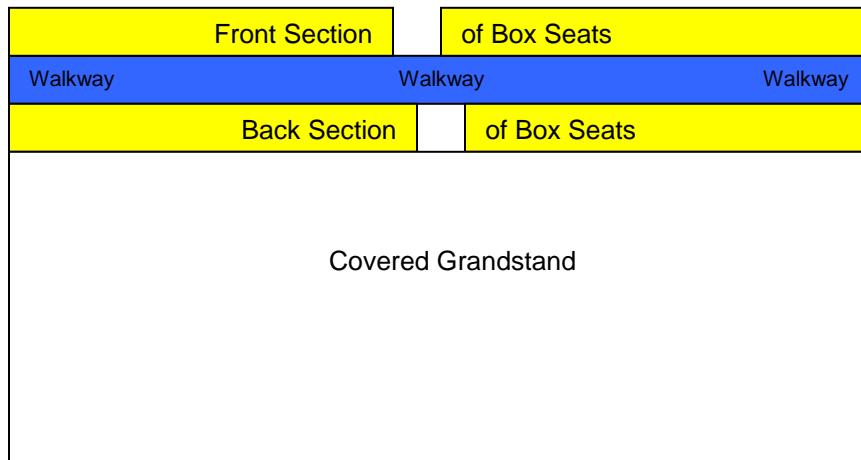 Front Section of Box Seats
Walkway Walkway Walkway
Back Section of Box Seats
Covered Grandstand